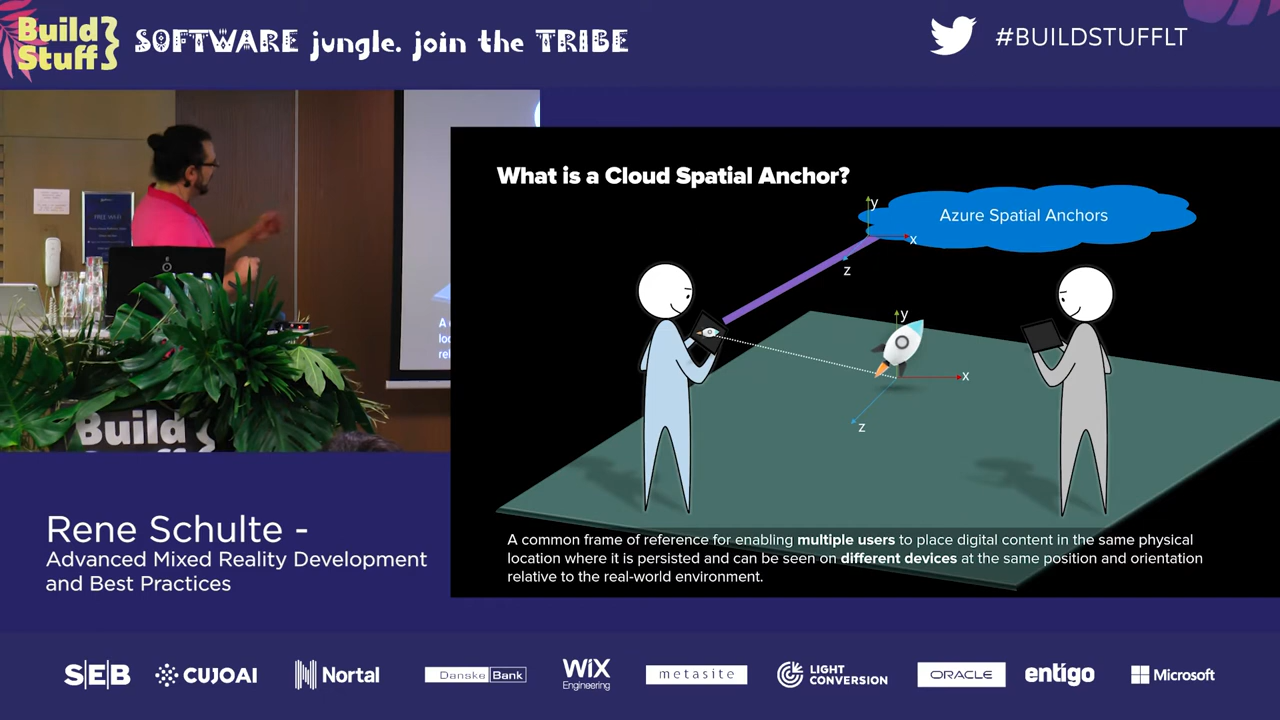 Build
Stuff
SOFTWARE jungle. join the TRIBE
#BUILDSTUFFLT
FREE WI-FI
Build
What is a Cloud Spatial Anchor?
Azure Spatial Anchors
y
x
z
y
x
z
A common frame of reference for enabling multiple users to place digital content in the same physical
location where it is persisted and can be seen on different devices at the same position and orientation
relative to the real-world environment.
Rene Schulte -
Advanced Mixed Reality Development
and Best Practices
S|E|B
CUJOAI
Nortal
Danske Bank
WiX
Engineering
metasite
LIGHT
CONVERSION
ORACLE
entigo
Microsoft